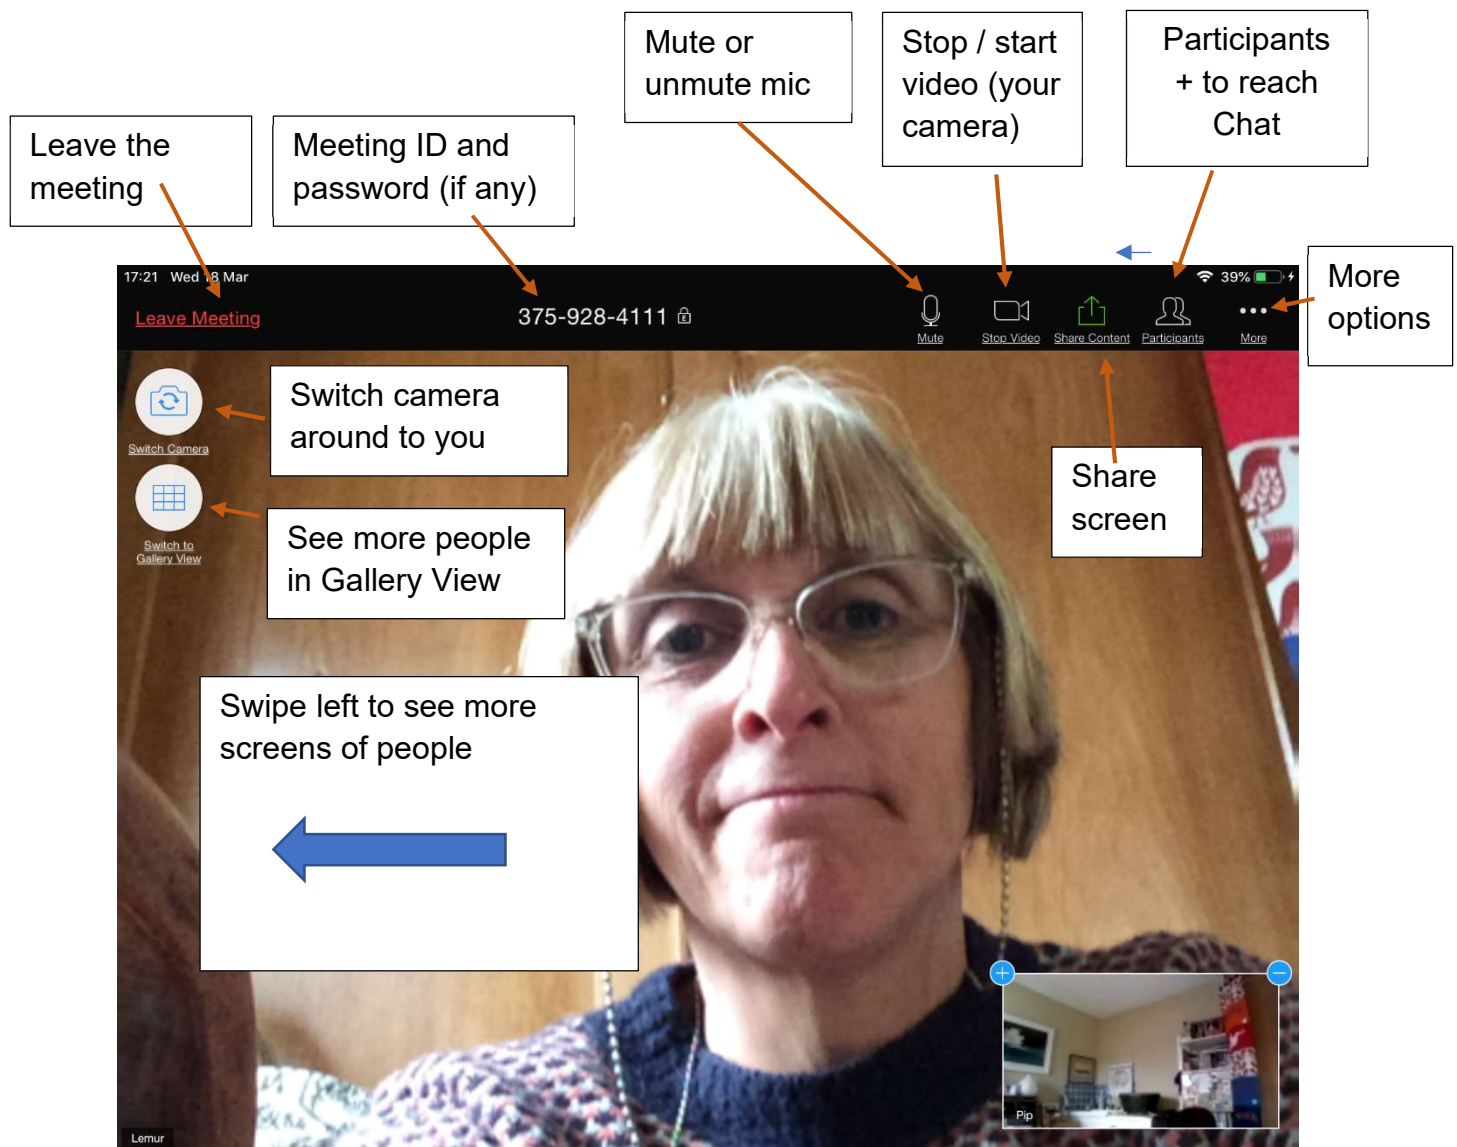 Mute or
unmute mic
Stop / start
video (your
camera)
Participants
+ to reach
Chat
Leave the
meeting
Meeting ID and
password (if any)
More
options
17:21 Wed 18 Mar
39%
Leave Meeting
375-928-4111
Mute
Stop Video
Share Content
Participants
More
Switch camera
around to you
Switch Camera
Share
screen
See more people
in Gallery View
Switch to
Gallery View
Swipe left to see more
screens of people
Pip
Lemur